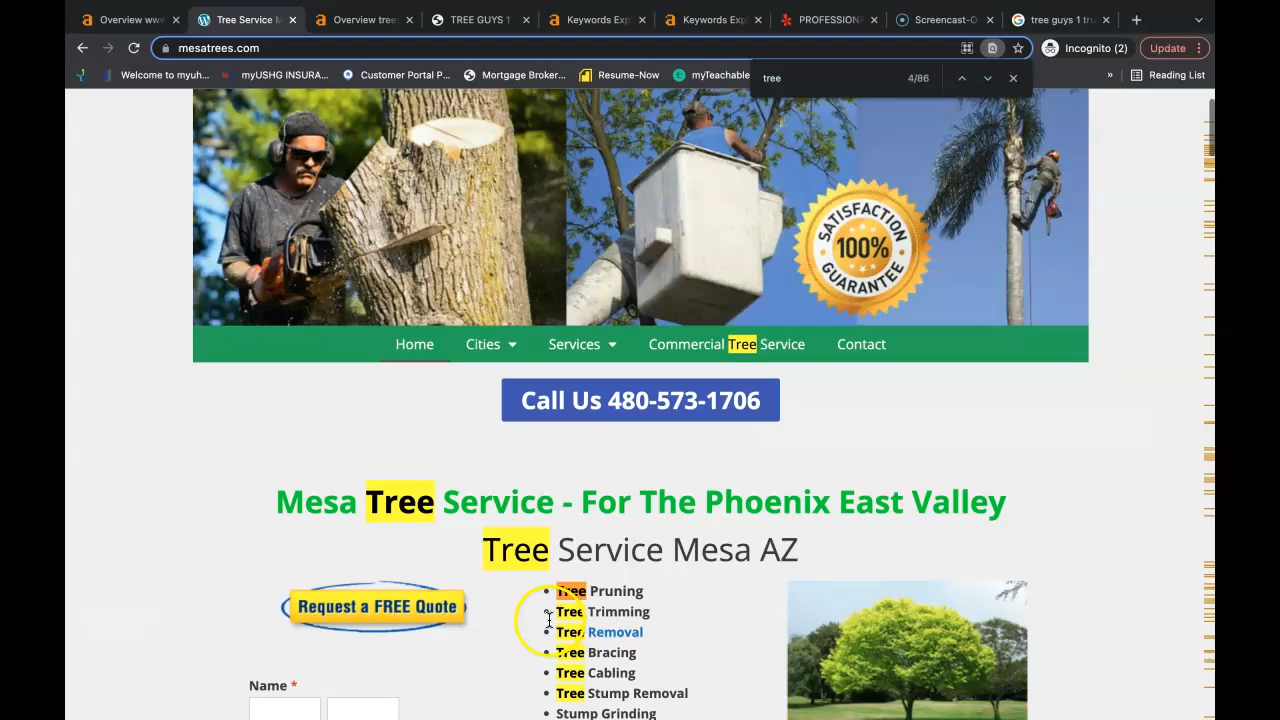 Overview www
Tree Service M
Overview tree
TREE GUYS 1
Keywords Exp
Keywords Exp
PROFESSION
Screencast-O
tree guys 1 tr
mesatrees.com
Incognito (2)
Update
Welcome to myuh
myUSHG INSURA...
Customer Portal P...
Mortgage Broker...
Resume-Now
myTeachable
»
Reading List
tree
4/86
SATISFACTION
100%
GUARANTEE
Home
Cities
Services
Commercial Tree Service
Contact
Call Us 480-573-1706
Mesa Tree Service - For The Phoenix East Valley
Tree Service Mesa AZ
Request a FREE Quote
• Tree Pruning
• Tree Trimming
• Tree Removal
• Tree Bracing
• Tree Cabling
• Tree Stump Removal
• Stump Grinding
Name *